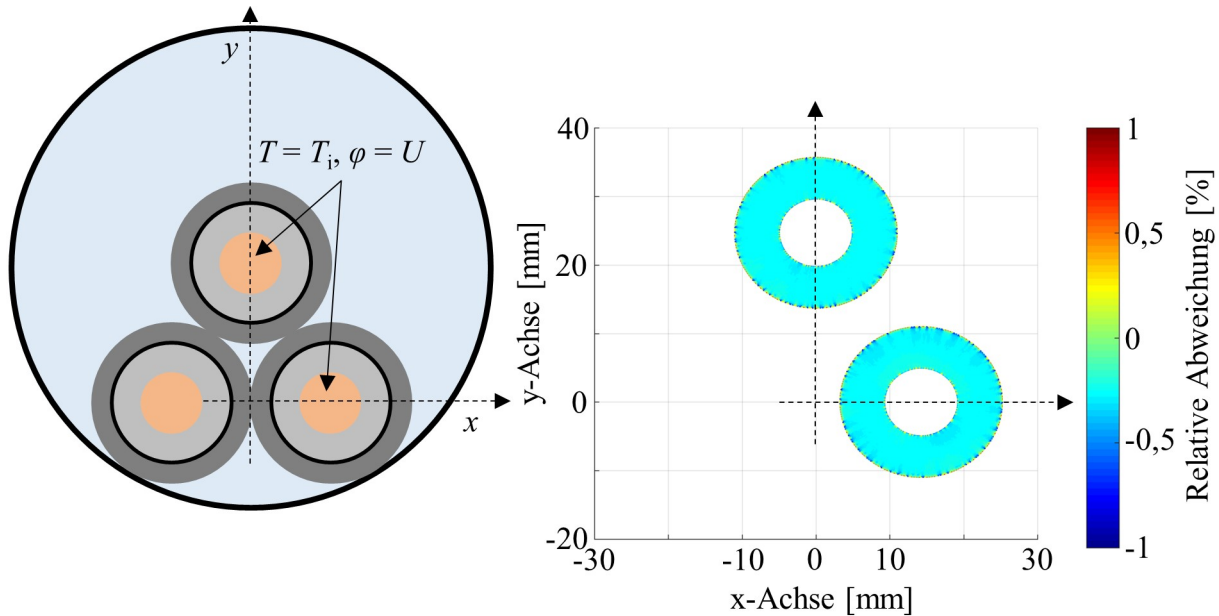 y
T = Tᵢ, φ = U
x
40
20
0
-20
-30
-10
0
10
30
x-Achse [mm]
y-Achse [mm]
1
0,5
0
-0,5
-1
Relative Abweichung [%]